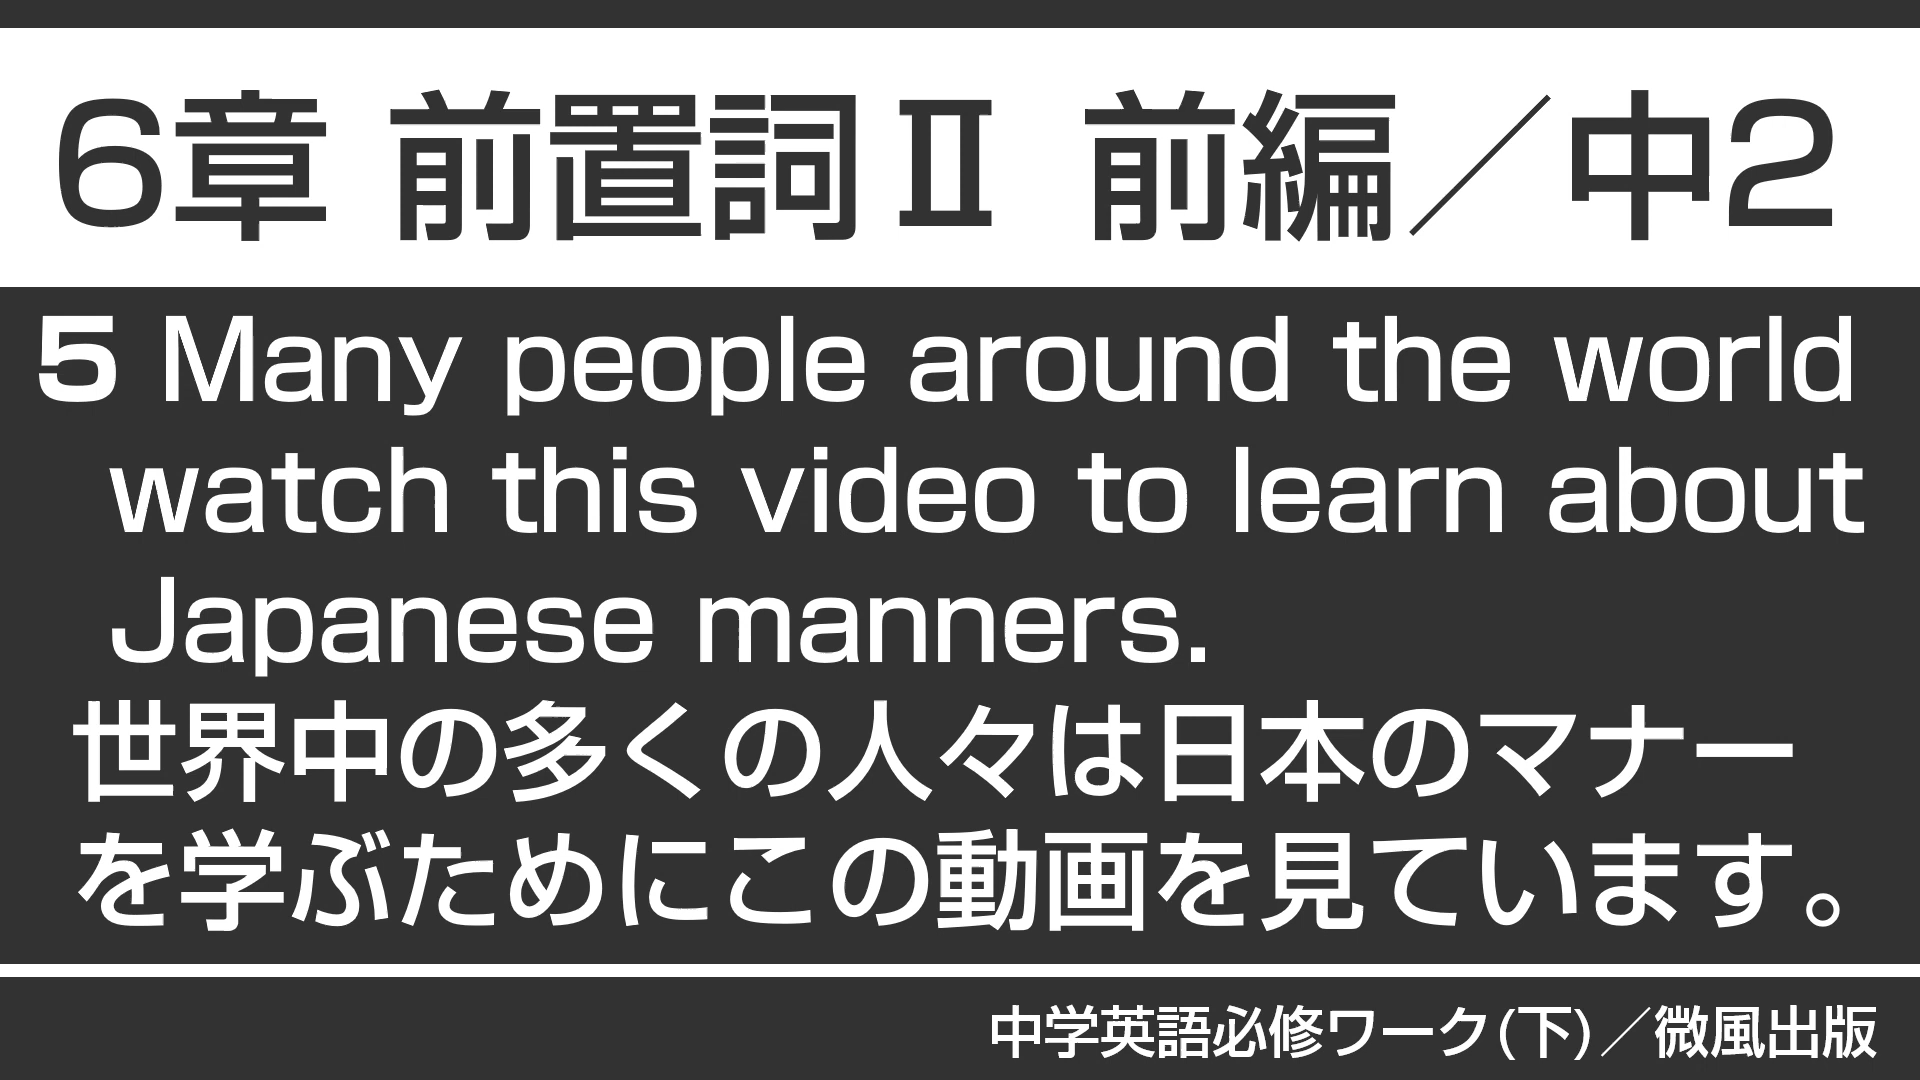 6章 前置詞Ⅱ 前編／中2
5 Many people around the world
watch this video to learn about
Japanese manners.
世界中の多くの人々は日本のマナー
を学ぶためにこの動画を見ています。
中学英語必修ワーク(下)／微風出版